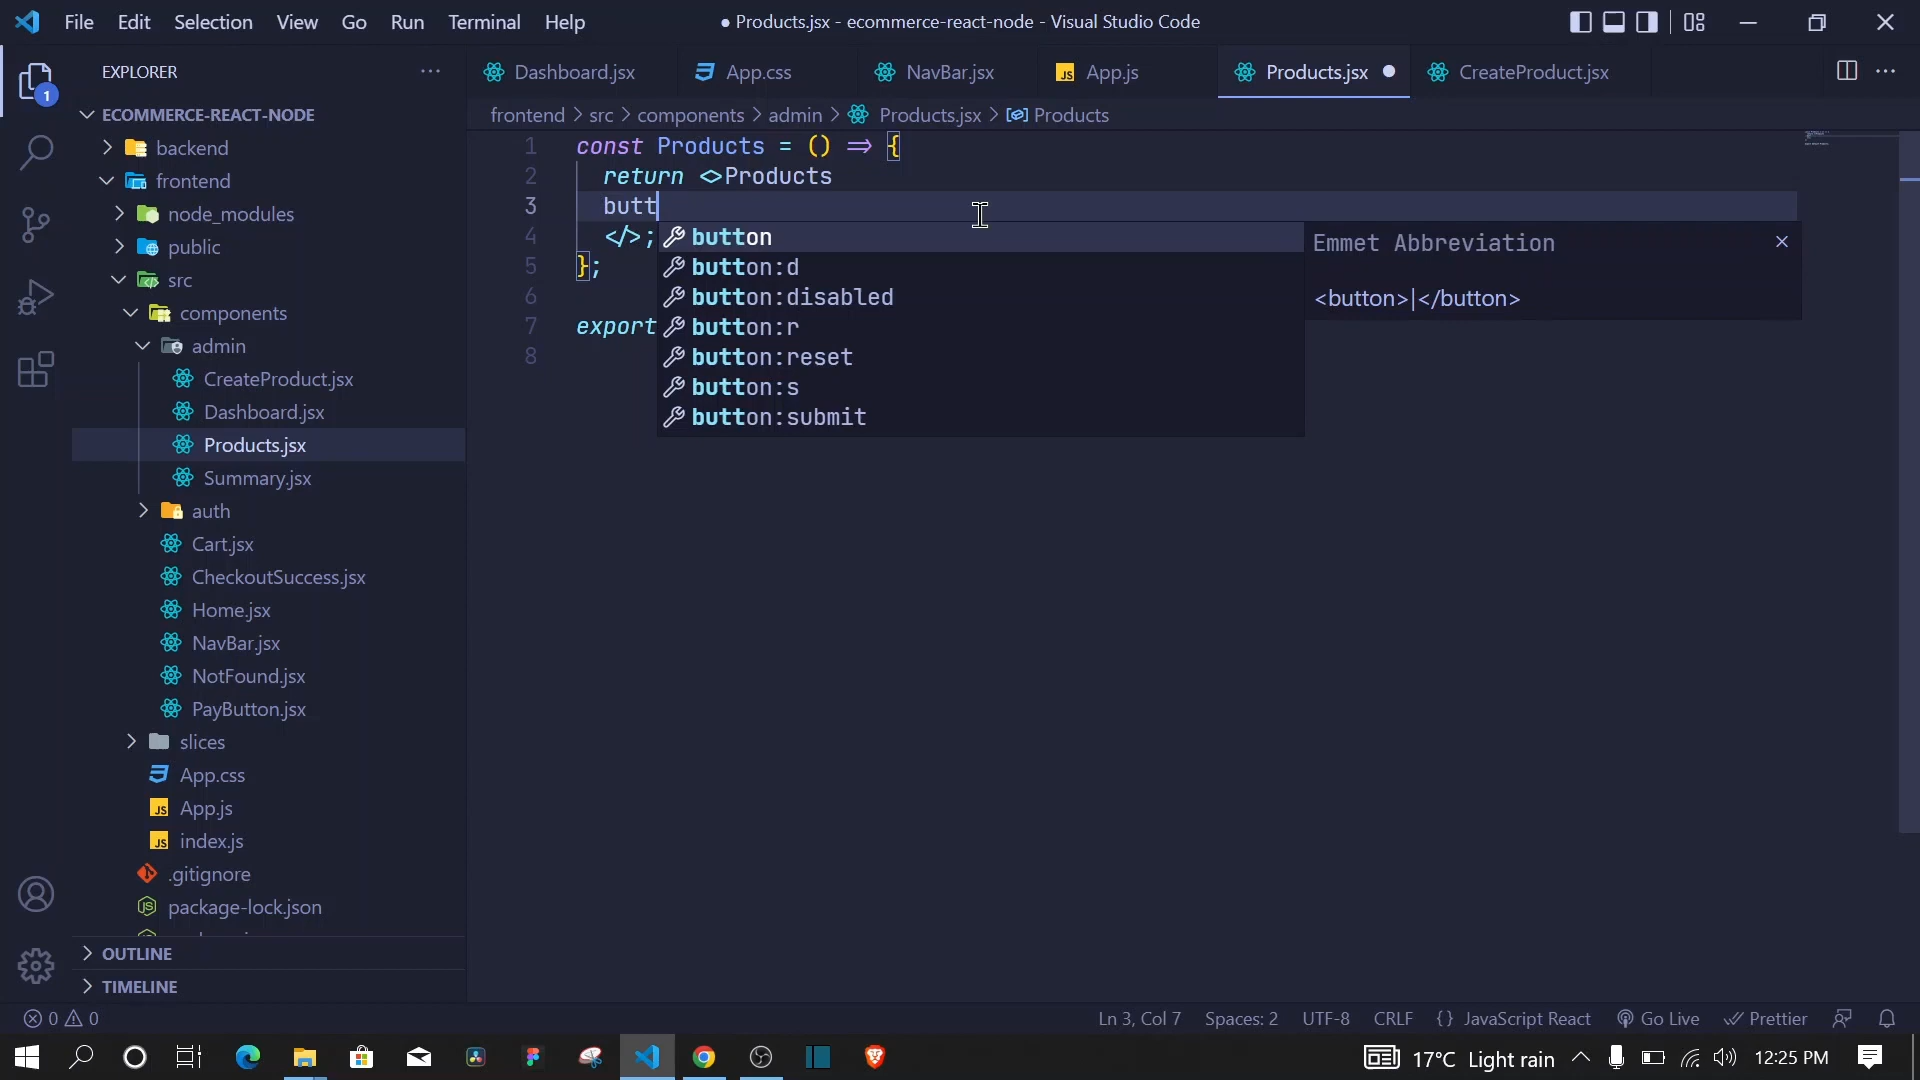 File Edit Selection View Go Run Terminal Help
● Products.jsx - ecommerce-react-node - Visual Studio Code
EXPLORER
1
ECOMMERCE-REACT-NODE
backend
frontend
node_modules
public
src
components
admin
CreateProduct.jsx
Dashboard.jsx
Products.jsx
Summary.jsx
auth
Cart.jsx
CheckoutSuccess.jsx
Home.jsx
NavBar.jsx
NotFound.jsx
PayButton.jsx
slices
App.css
App.js
index.js
.gitignore
package-lock.json
OUTLINE
TIMELINE
Dashboard.jsx App.css NavBar.jsx JS App.js Products.jsx CreateProduct.jsx
frontend > src > components > admin > Products.jsx > Products
1 const Products = () => {
2 return <>Products
3 butt
4 </>;
5 };
6
7 export
8
button
button:d
button:disabled
button:r
button:reset
button:s
button:submit
Emmet Abbreviation
<button>|</button>
0 0
Ln 3, Col 7 Spaces: 2 UTF-8 CRLF {} JavaScript React Go Live Prettier
17°C Light rain 12:25 PM